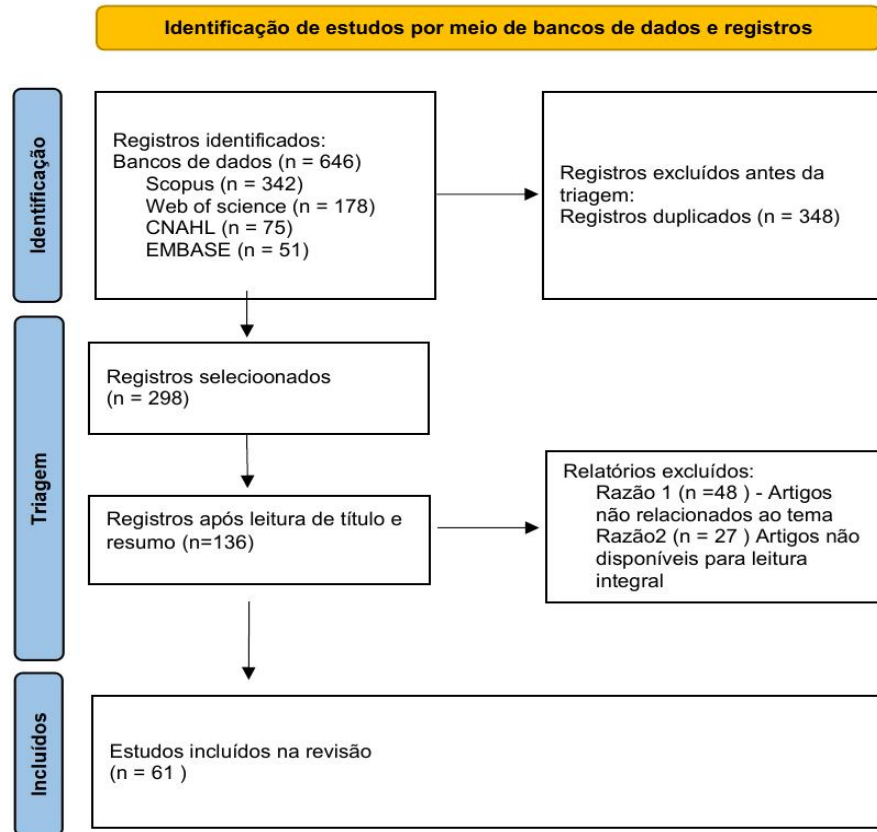 Identificação de estudos por meio de bancos de dados e registros
Identificação
Registros identificados:
Bancos de dados (n = 646)
Scopus (n = 342)
Web of science (n = 178)
CNAHL (n = 75)
EMBASE (n = 51)
Registros excluídos antes da
triagem:
Registros duplicados (n = 348)
Triagem
Registros selecioonados
(n = 298)
Registros após leitura de título e
resumo (n=136)
Relatórios excluídos:
Razão 1 (n =48 ) - Artigos
não relacionados ao tema
Razão2 (n = 27 ) Artigos não
disponíveis para leitura
integral
Incluídos
Estudos incluídos na revisão
(n = 61 )